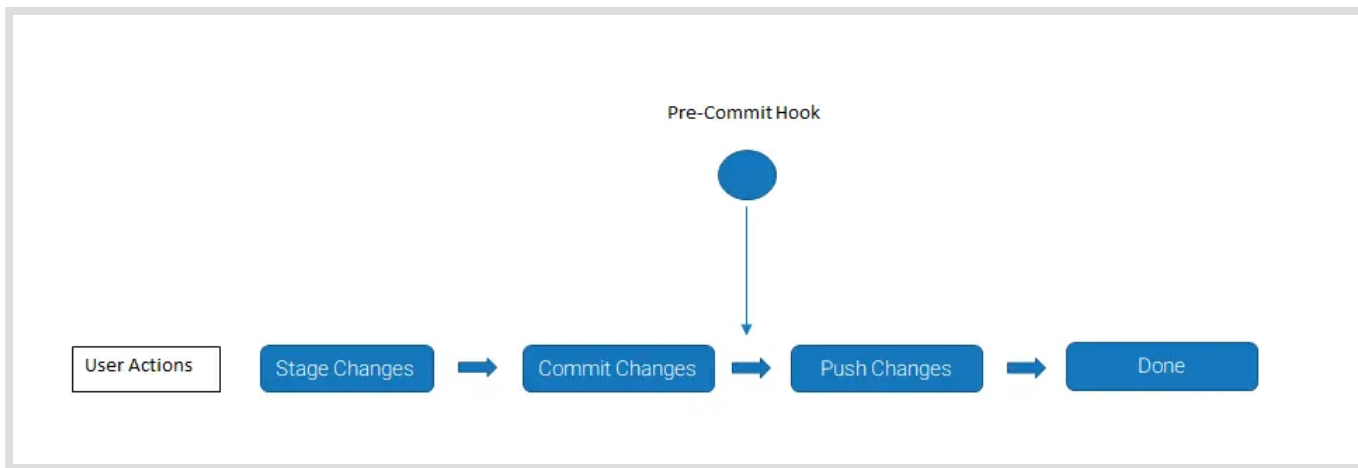 Pre-Commit Hook
User Actions
Stage Changes
Commit Changes
Push Changes
Done